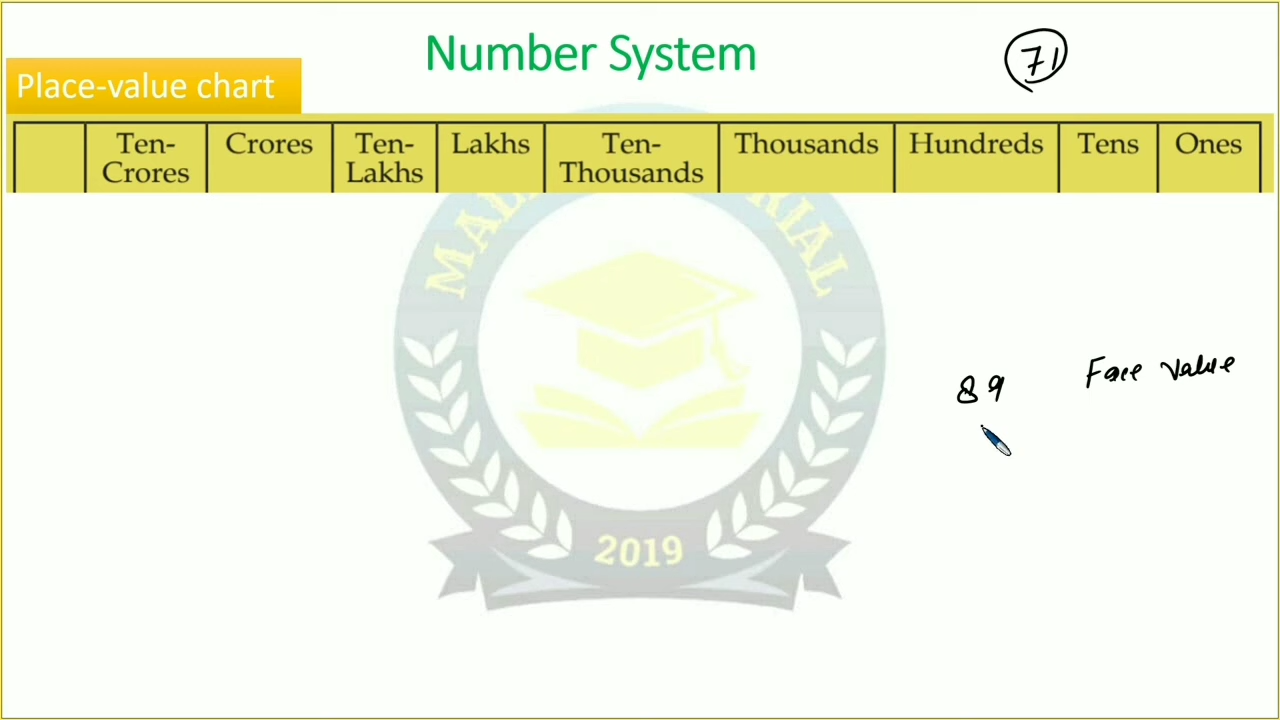 Number System
71
Place-value chart
Ten-Crores Crores Ten-Lakhs Lakhs Ten-Thousands Thousands Hundreds Tens Ones
89 Face value
2019